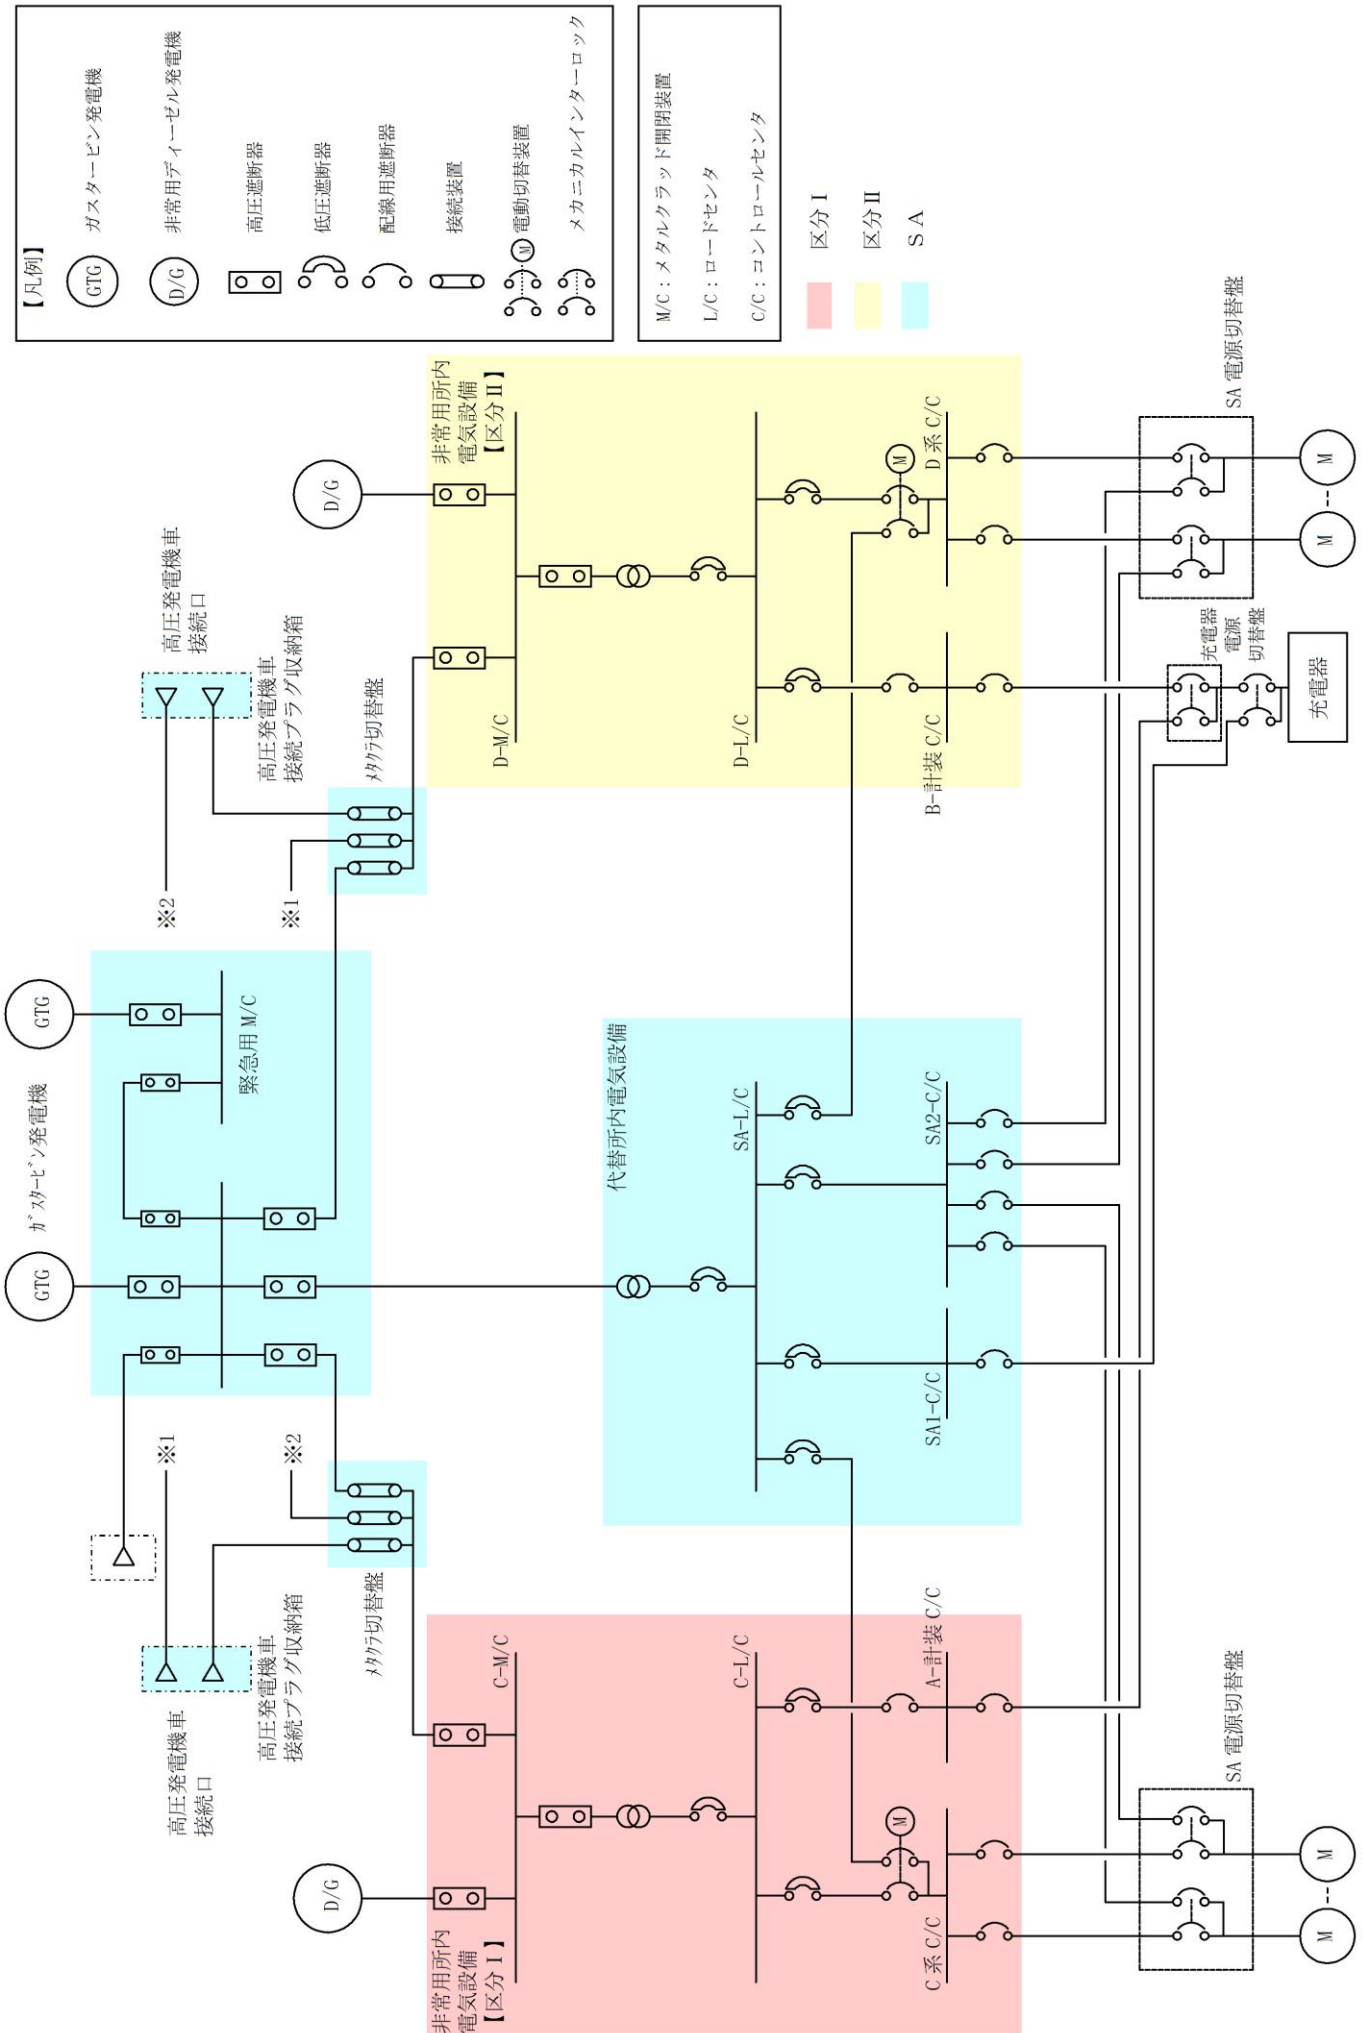 【凡例】
GTG
ガスタービン発電機
D/G
非常用ディーゼル発電機
高圧遮断器
低圧遮断器
配線用遮断器
接続装置
M
電動切替装置
メカニカルインターロック
M/C：メタルクラッド開閉装置
L/C：ロードセンタ
C/C：コントロールセンタ
区分Ⅰ
区分Ⅱ
ＳＡ
ｶﾞｽﾀｰﾋﾞﾝ発電機
GTG
GTG
緊急用 M/C
※1
※2
高圧発電機車
接続口
高圧発電機車
接続プラグ収納箱
ﾒﾀｸﾗ切替盤
※2
※1
高圧発電機車
接続口
高圧発電機車
接続プラグ収納箱
ﾒﾀｸﾗ切替盤
D/G
非常用所内
電気設備
【区分Ⅰ】
C-M/C
C-L/C
M
C 系 C/C
A-計装 C/C
代替所内電気設備
SA-L/C
SA1-C/C
SA2-C/C
D/G
非常用所内
電気設備
【区分Ⅱ】
D-M/C
D-L/C
M
B-計装 C/C
D 系 C/C
SA 電源切替盤
M
M
充電器
電源
切替盤
充電器
SA 電源切替盤
M
M